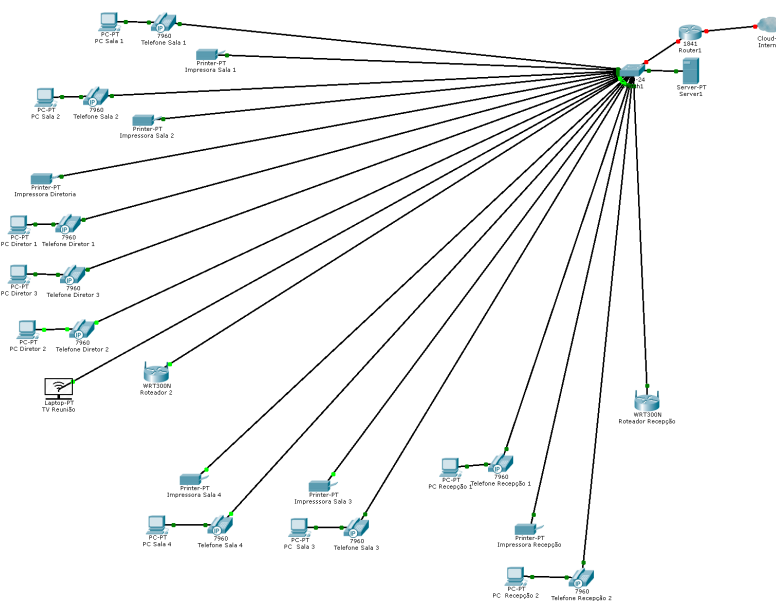 PC-PT
PC Sala 1
7960
Telefone Sala 1
Printer-PT
Impresora Sala 1
1841
Router1
Cloud-
Intern
-24
Server-PT
Server1
PC-PT
PC Sala 2
7960
Telefone Sala 2
Printer-PT
Impressora Sala 2
Printer-PT
Impressora Diretoria
PC-PT
PC Diretor 1
7960
Telefone Diretor 1
PC-PT
PC Diretor 3
7960
Telefone Diretor 3
PC-PT
PC Diretor 2
7960
Telefone Diretor 2
Laptop-PT
TV Reunião
WRT300N
Roteador 2
WRT300N
Roteador Recepção
Printer-PT
Impressora Sala 4
Printer-PT
Impresssora Sala 3
PC-PT
PC Recepção 1
7960
Telefone Recepção 1
PC-PT
PC Sala 4
7960
Telefone Sala 4
PC-PT
PC  Sala 3
7960
Telefone Sala 3
Printer-PT
Impressora Recepção
PC-PT
PC  Recepção 2
7960
Telefone Recepção 2